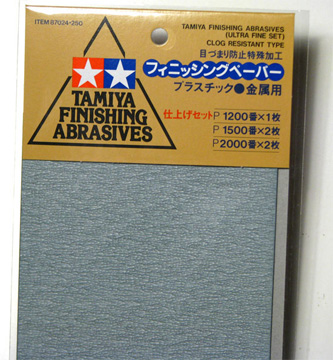 ITEM 87024-250
TAMIYA FINISHING ABRASIVES
(ULTRA FINE SET)
CLOG RESISTANT TYPE
目づまり防止特殊加工
フィニッシングペーパー
プラスチック●金属用
TAMIYA
FINISHING
ABRASIVES
仕上げセット P 1200番×1枚
P 1500番×2枚
P 2000番×2枚